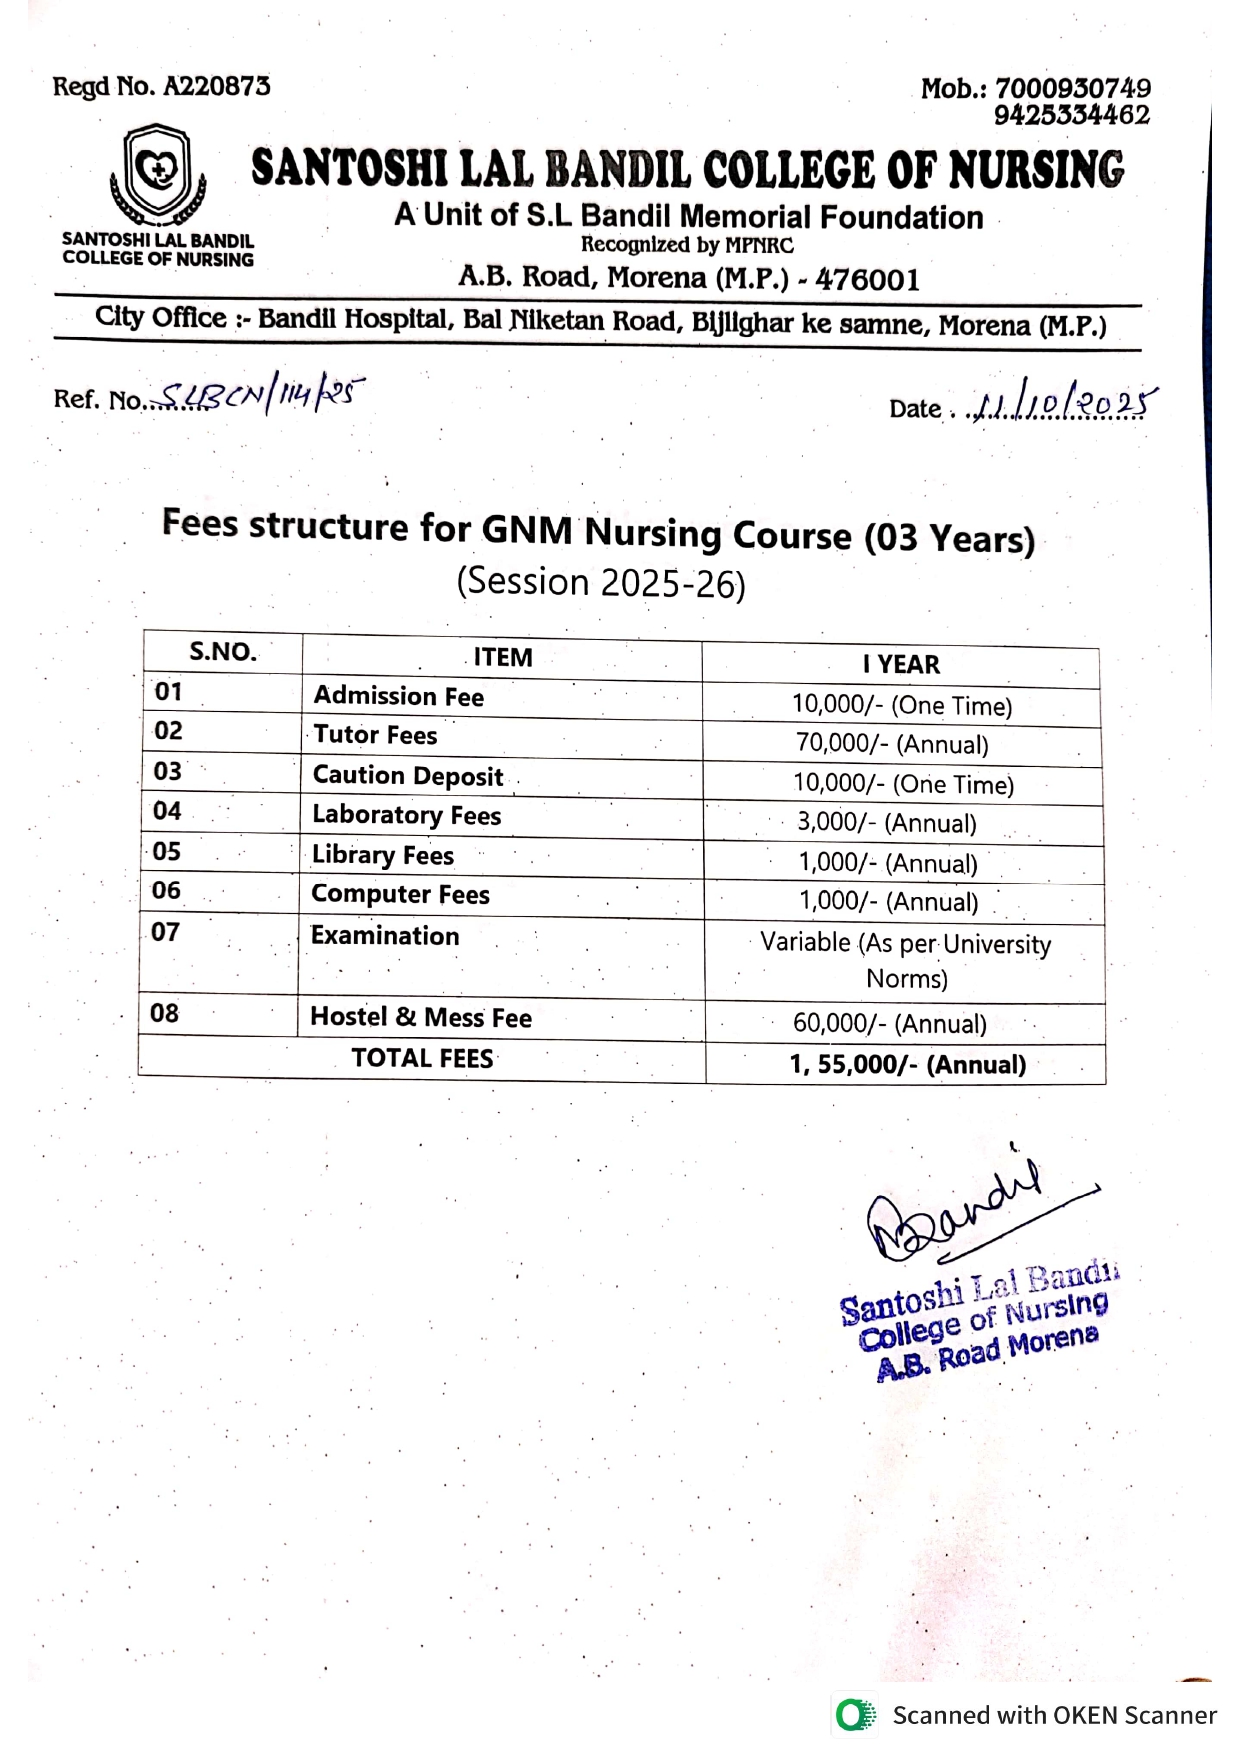 Regd No. A220873
Mob.: 7000930749
9425334462
SANTOSHI LAL BANDIL COLLEGE OF NURSING
A Unit of S.L Bandil Memorial Foundation
Recognized by MPNRC
SANTOSHI LAL BANDIL
COLLEGE OF NURSING
A.B. Road, Morena (M.P.) - 476001
City Office :- Bandil Hospital, Bal Niketan Road, Bijlighar ke samne, Morena (M.P.)
Ref. No. SLBCN/114/25
Date 11/10/2025
Fees structure for GNM Nursing Course (03 Years)
(Session 2025-26)
S.NO. ITEM I YEAR
01 Admission Fee 10,000/- (One Time)
02 Tutor Fees 70,000/- (Annual)
03 Caution Deposit 10,000/- (One Time)
04 Laboratory Fees 3,000/- (Annual)
05 Library Fees 1,000/- (Annual)
06 Computer Fees 1,000/- (Annual)
07 Examination Variable (As per University
Norms)
08 Hostel & Mess Fee 60,000/- (Annual)
TOTAL FEES 1, 55,000/- (Annual)
Bandil
Santoshi Lal Bandil
College of Nursing
A.B. Road Morena
Scanned with OKEN Scanner